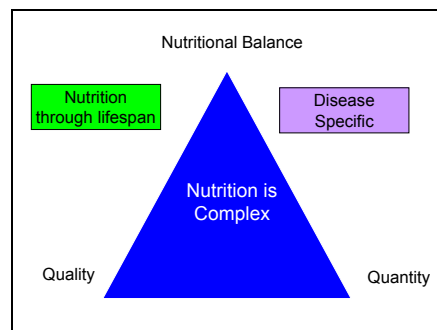 Nutritional Balance
Nutrition
through lifespan
Disease
Specific
Nutrition is
Complex
Quality
Quantity